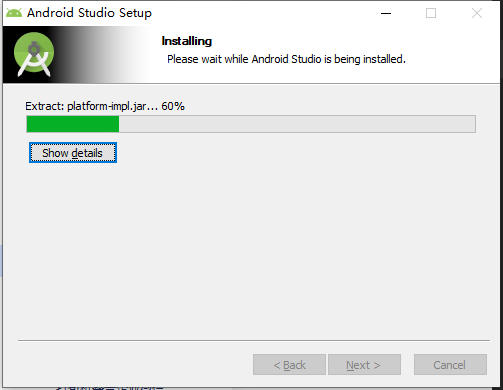 Android Studio Setup
Installing
Please wait while Android Studio is being installed.
Extract: platform-impl.jar... 60%
Show details
< Back
Next >
Cancel